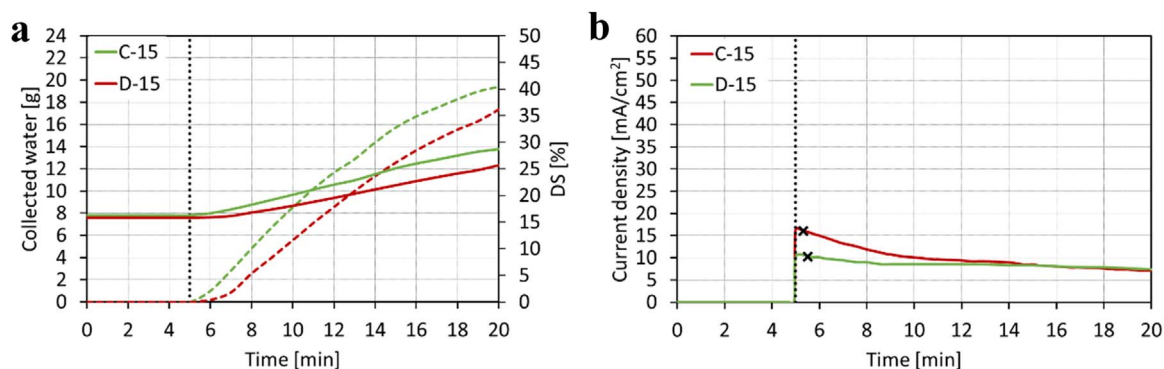 a
24
22
20
18
16
14
12
10
8
6
4
2
0
Collected water [g]
C-15
D-15
50
45
40
35
30
25
20
15
10
5
0
DS [%]
0 2 4 6 8 10 12 14 16 18 20
Time [min]
b
60
55
50
45
40
35
30
25
20
15
10
5
0
Current density [mA/cm²]
C-15
D-15
0 2 4 6 8 10 12 14 16 18 20
Time [min]